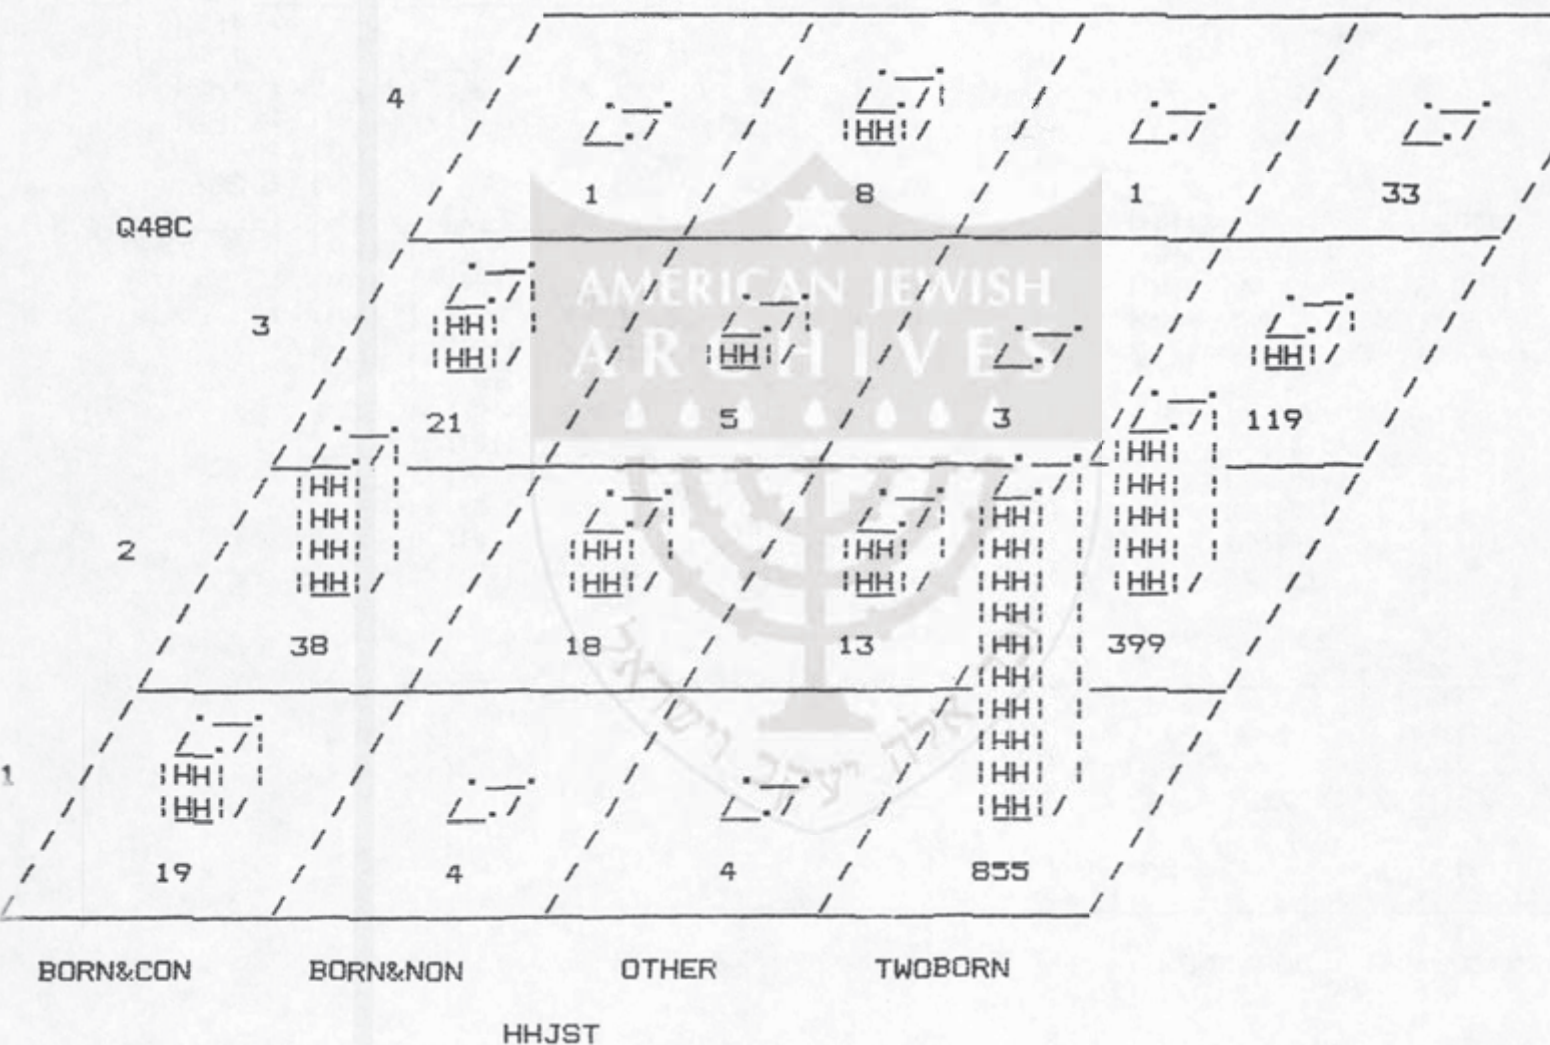 4
1 8 1 33
Q48C
AMERICAN JEWISH
ARCHIVES
3
21 5 3 119
2
38 18 13 399
1
19 4 4 855
BORN&CON BORN&NON OTHER TWOBORN
HHJST